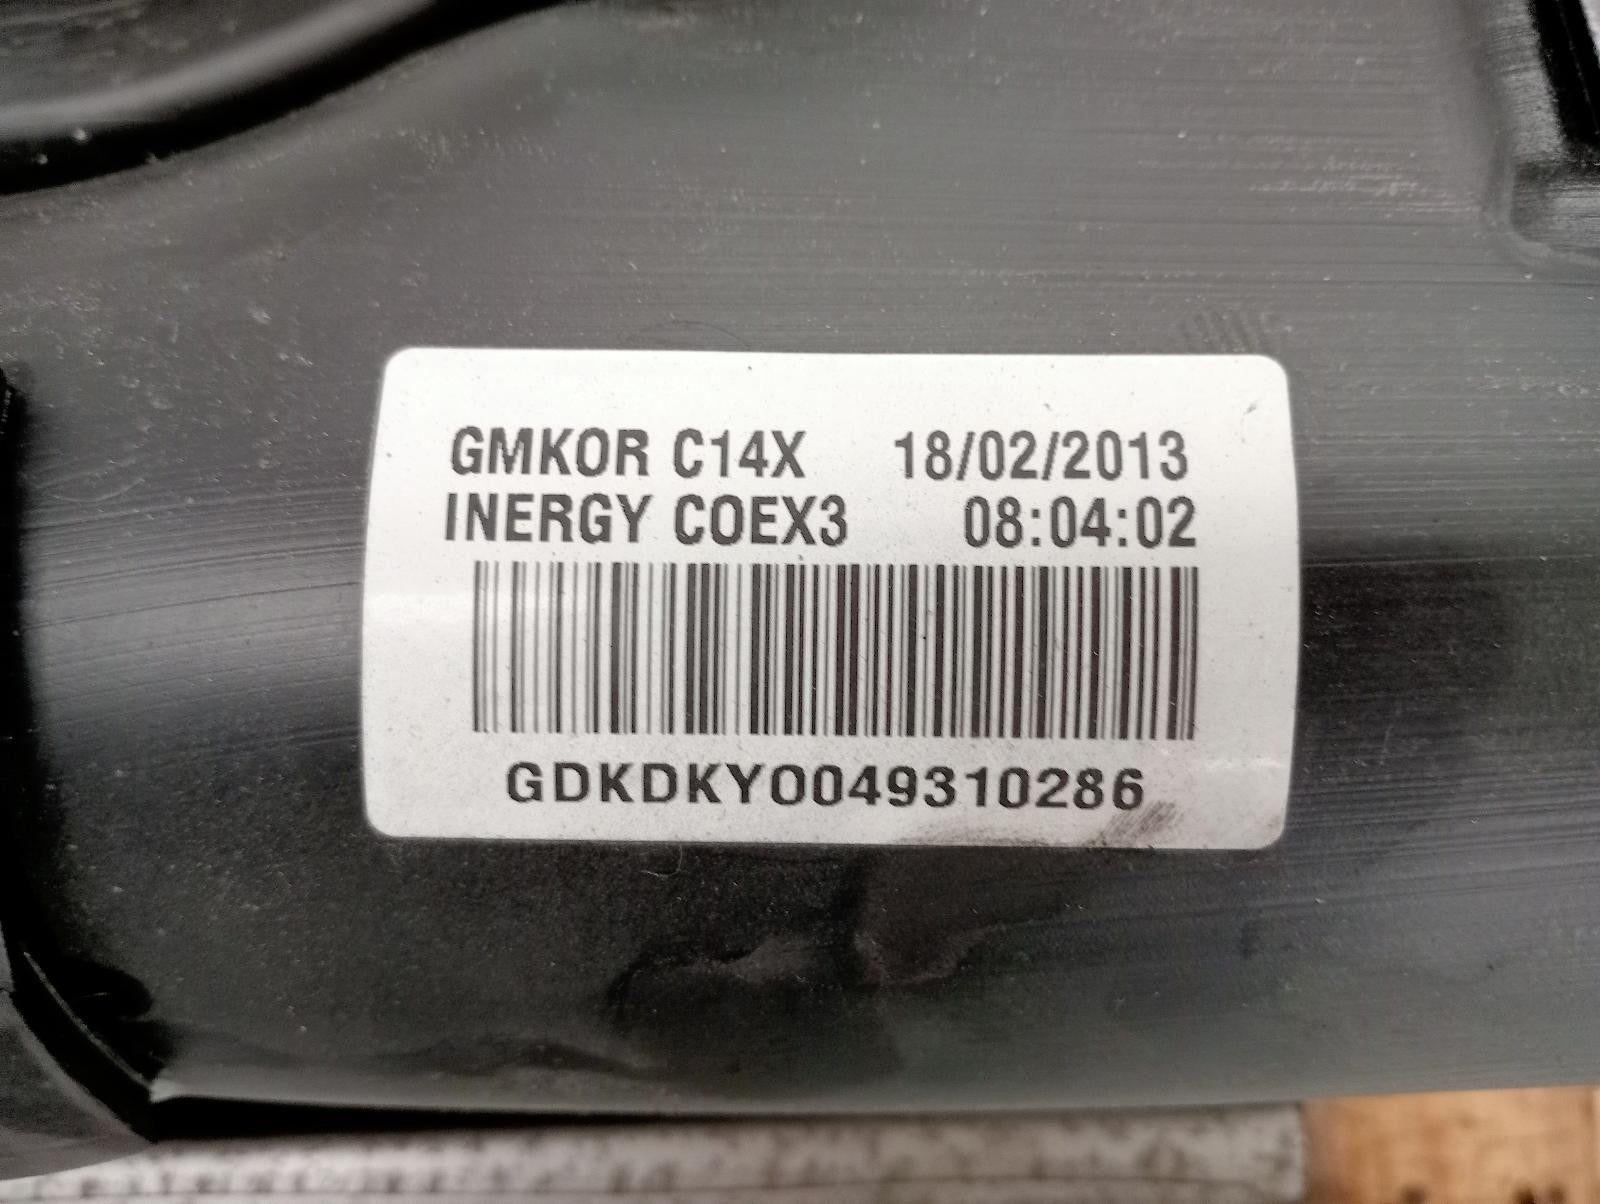 GMKOR C14X 18/02/2013
INERGY COEX3 08:04:02
GDKDKY0049310286